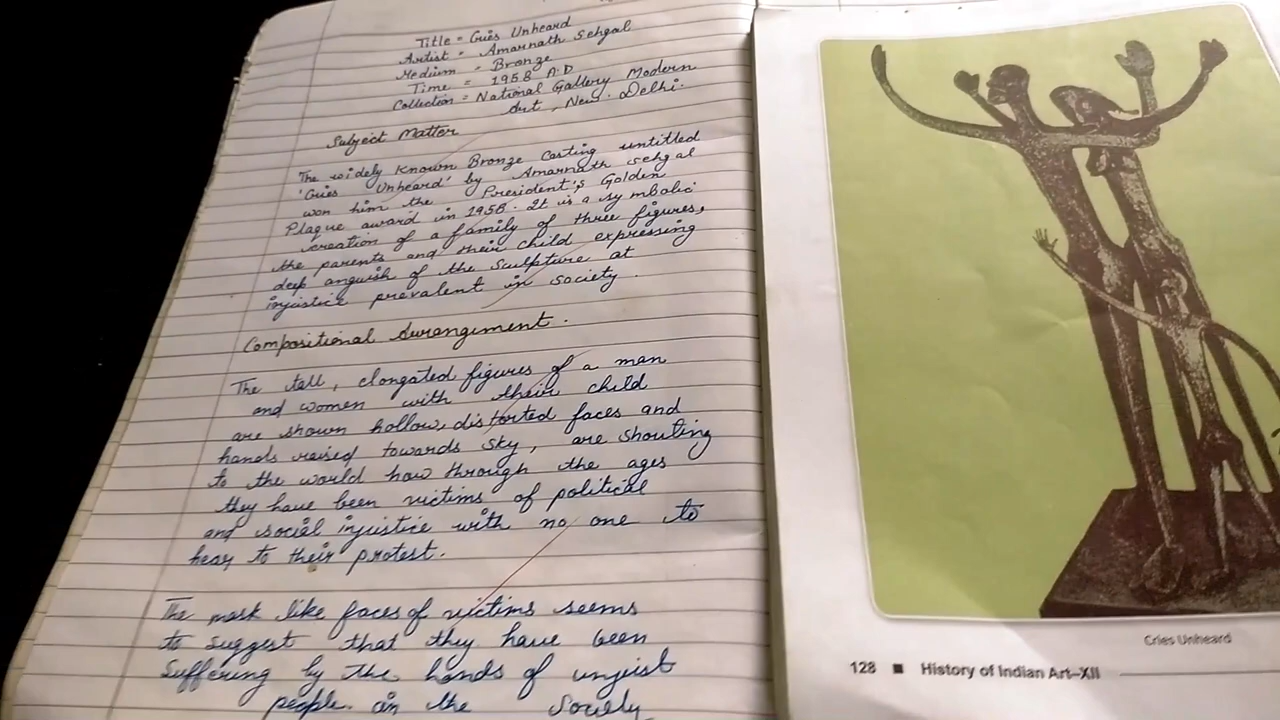 Title = Cries Unheard
Artist = Amarnath Sehgal
Medium = Bronze
Time = 1958 A.D
Collection = National Gallery Modern
Art, New Delhi.
Subject Matter
The widely known Bronze Casting untitled
'Cries Unheard' by Amarnath Sehgal
won him the President's Golden
Plaque award in 1958. It is a symbolic
creation of a family of three figures,
the parents and their child expressing
deep anguish of the sculpture at
injustice prevalent in society.
Compositional Arrangement.
The tall, elongated figures of a man
and women with their child
are shown hollow, distorted faces and
hands raised towards sky, are shouting
to the world how through the ages
they have been victims of political
and social injustice with no one to
hear to their protest.
The mask like faces of victims seems
to suggest that they have been
suffering by the hands of unjust
people in the society
Cries Unheard
128 ■ History of Indian Art–XII